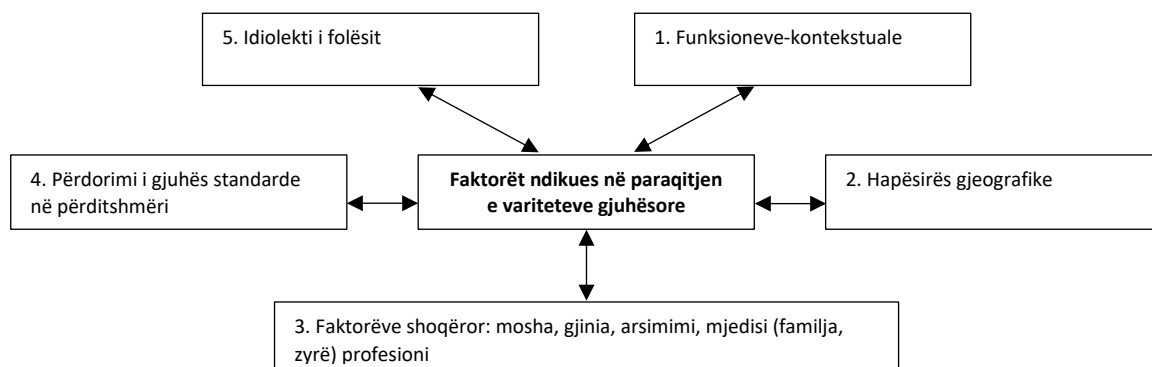 5. Idiolekti i folësit
1. Funksioneve-kontekstuale
4. Përdorimi i gjuhës standarde
në përditshmëri
Faktorët ndikues në paraqitjen
e varieteteve gjuhësore
2. Hapësirës gjeografike
3. Faktorëve shoqëror: mosha, gjinia, arsimimi, mjedisi (familja,
zyrë) profesioni